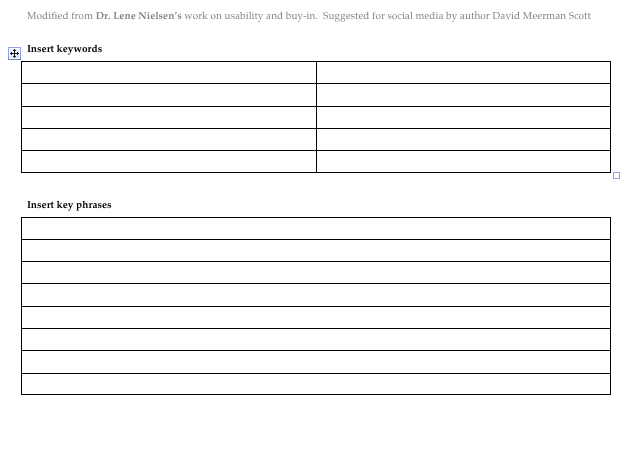 Modified from Dr. Lene Nielsen's work on usability and buy-in.  Suggested for social media by author David Meerman Scott
Insert keywords
Insert key phrases